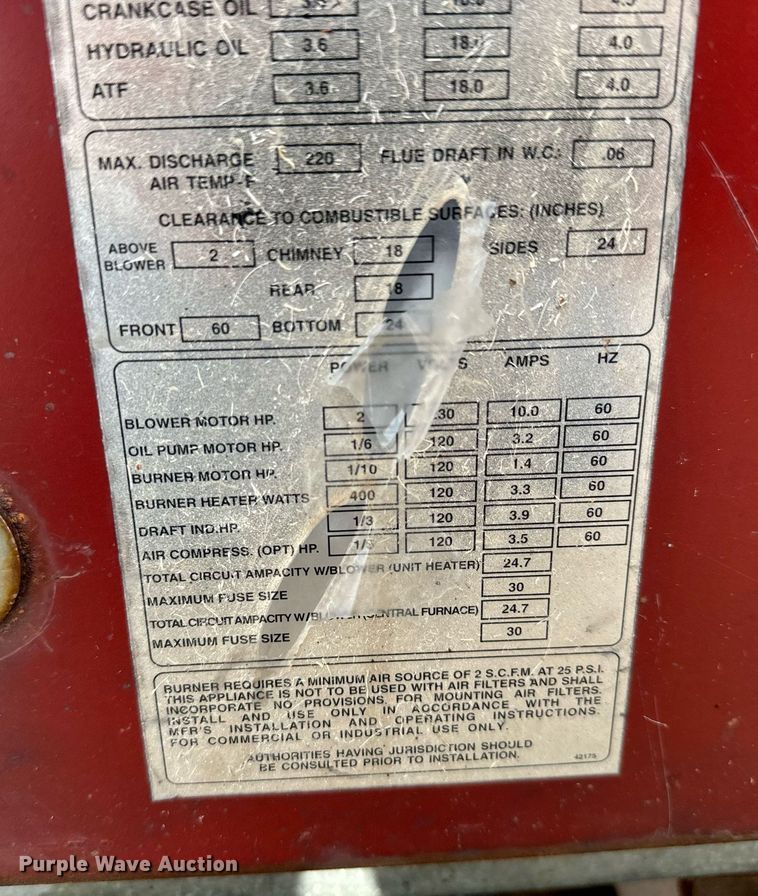 CRANKCASE OIL
HYDRAULIC OIL 3.6 18.0 4.0
ATF 3.6 18.0 4.0
MAX. DISCHARGE 220 FLUE DRAFT IN W.C.: .06
AIR TEMP-F
CLEARANCE TO COMBUSTIBLE SURFACES: (INCHES)
ABOVE BLOWER 2 CHIMNEY 18 SIDES 24
REAR 18
FRONT 60 BOTTOM 24
POWER VOLTS AMPS HZ
BLOWER MOTOR HP. 2 230 10.0 60
OIL PUMP MOTOR HP. 1/6 120 3.2 60
BURNER MOTOR HP. 1/10 120 1.4 60
BURNER HEATER WATTS 400 120 3.3 60
DRAFT IND.HP. 1/3 120 3.9 60
AIR COMPRESS. (OPT) HP. 120 3.5 60
TOTAL CIRCUIT AMPACITY W/BLOWER (UNIT HEATER) 24.7
MAXIMUM FUSE SIZE 30
TOTAL CIRCUIT AMPACITY W/BLOWER (CENTRAL FURNACE) 24.7
MAXIMUM FUSE SIZE 30
BURNER REQUIRES A MINIMUM AIR SOURCE OF 2 S.C.F.M. AT 25 P.S.I.
THIS APPLIANCE IS NOT TO BE USED WITH AIR FILTERS AND SHALL
INCORPORATE NO PROVISIONS FOR MOUNTING AIR FILTERS.
INSTALL AND USE ONLY IN ACCORDANCE WITH THE
MFR'S INSTALLATION AND OPERATING INSTRUCTIONS.
FOR COMMERCIAL OR INDUSTRIAL USE ONLY.
AUTHORITIES HAVING JURISDICTION SHOULD
BE CONSULTED PRIOR TO INSTALLATION. 42175
Purple Wave Auction